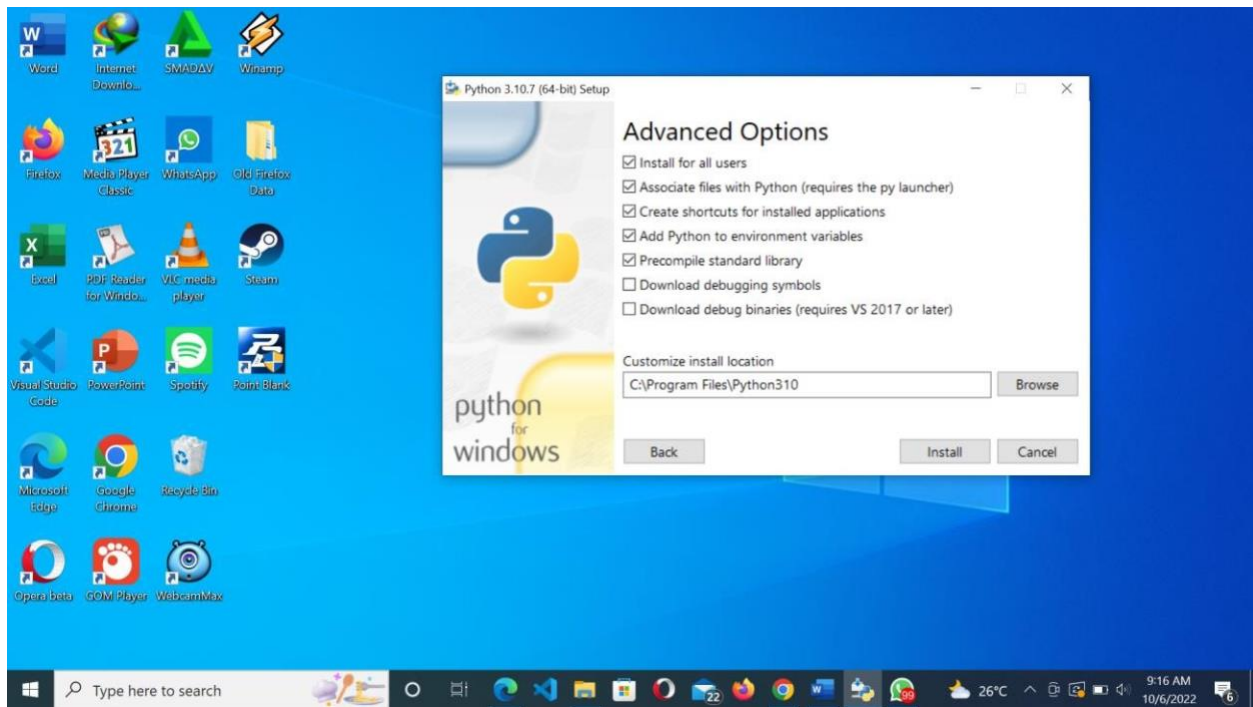 Word
Internet
Downlo...
SMADAV
Winamp
Firefox
321
Media Player
Classic
WhatsApp
Old Firefox
Data
X
Excel
PDF Reader
for Windo...
VLC media
player
Steam
Visual Studio
Code
P
PowerPoint
Spotify
Point Blank
Microsoft
Edge
Google
Chrome
Recycle Bin
Opera beta
GOM Player
WebcamMax
W
PDF
Python 3.10.7 (64-bit) Setup
Advanced Options
Install for all users
Associate files with Python (requires the py launcher)
Create shortcuts for installed applications
Add Python to environment variables
Precompile standard library
Download debugging symbols
Download debug binaries (requires VS 2017 or later)
Customize install location
C:\Program Files\Python310
Browse
python
for
windows
Back
Install
Cancel
Type here to search
22
99
26°C
9:16 AM
10/6/2022
6